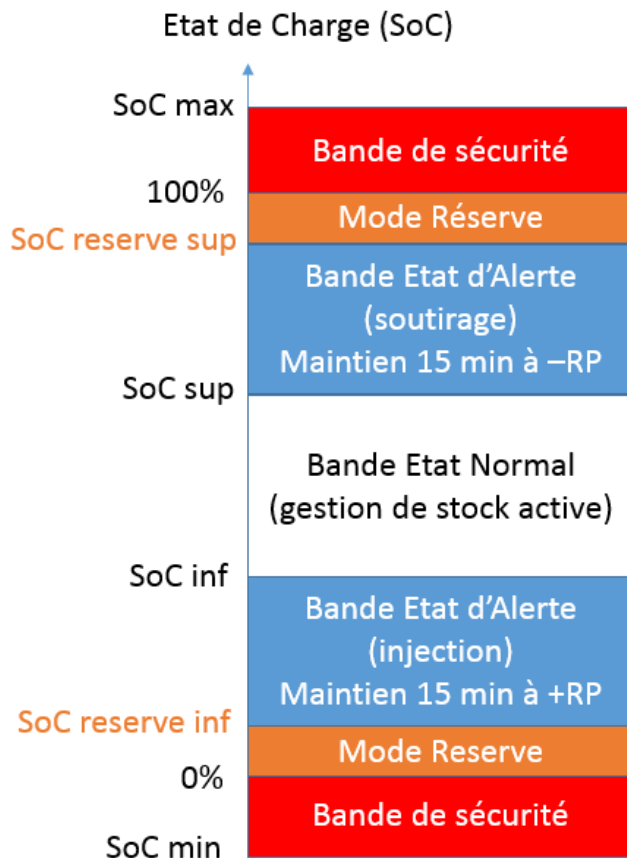 Etat de Charge (SoC)
SoC max
Bande de sécurité
100%
Mode Réserve
SoC reserve sup
Bande Etat d'Alerte
(soutirage)
Maintien 15 min à –RP
SoC sup
Bande Etat Normal
(gestion de stock active)
SoC inf
Bande Etat d'Alerte
(injection)
Maintien 15 min à +RP
SoC reserve inf
Mode Reserve
0%
Bande de sécurité
SoC min